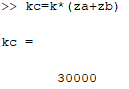 >> kc=k*(za+zb)
kc =
30000